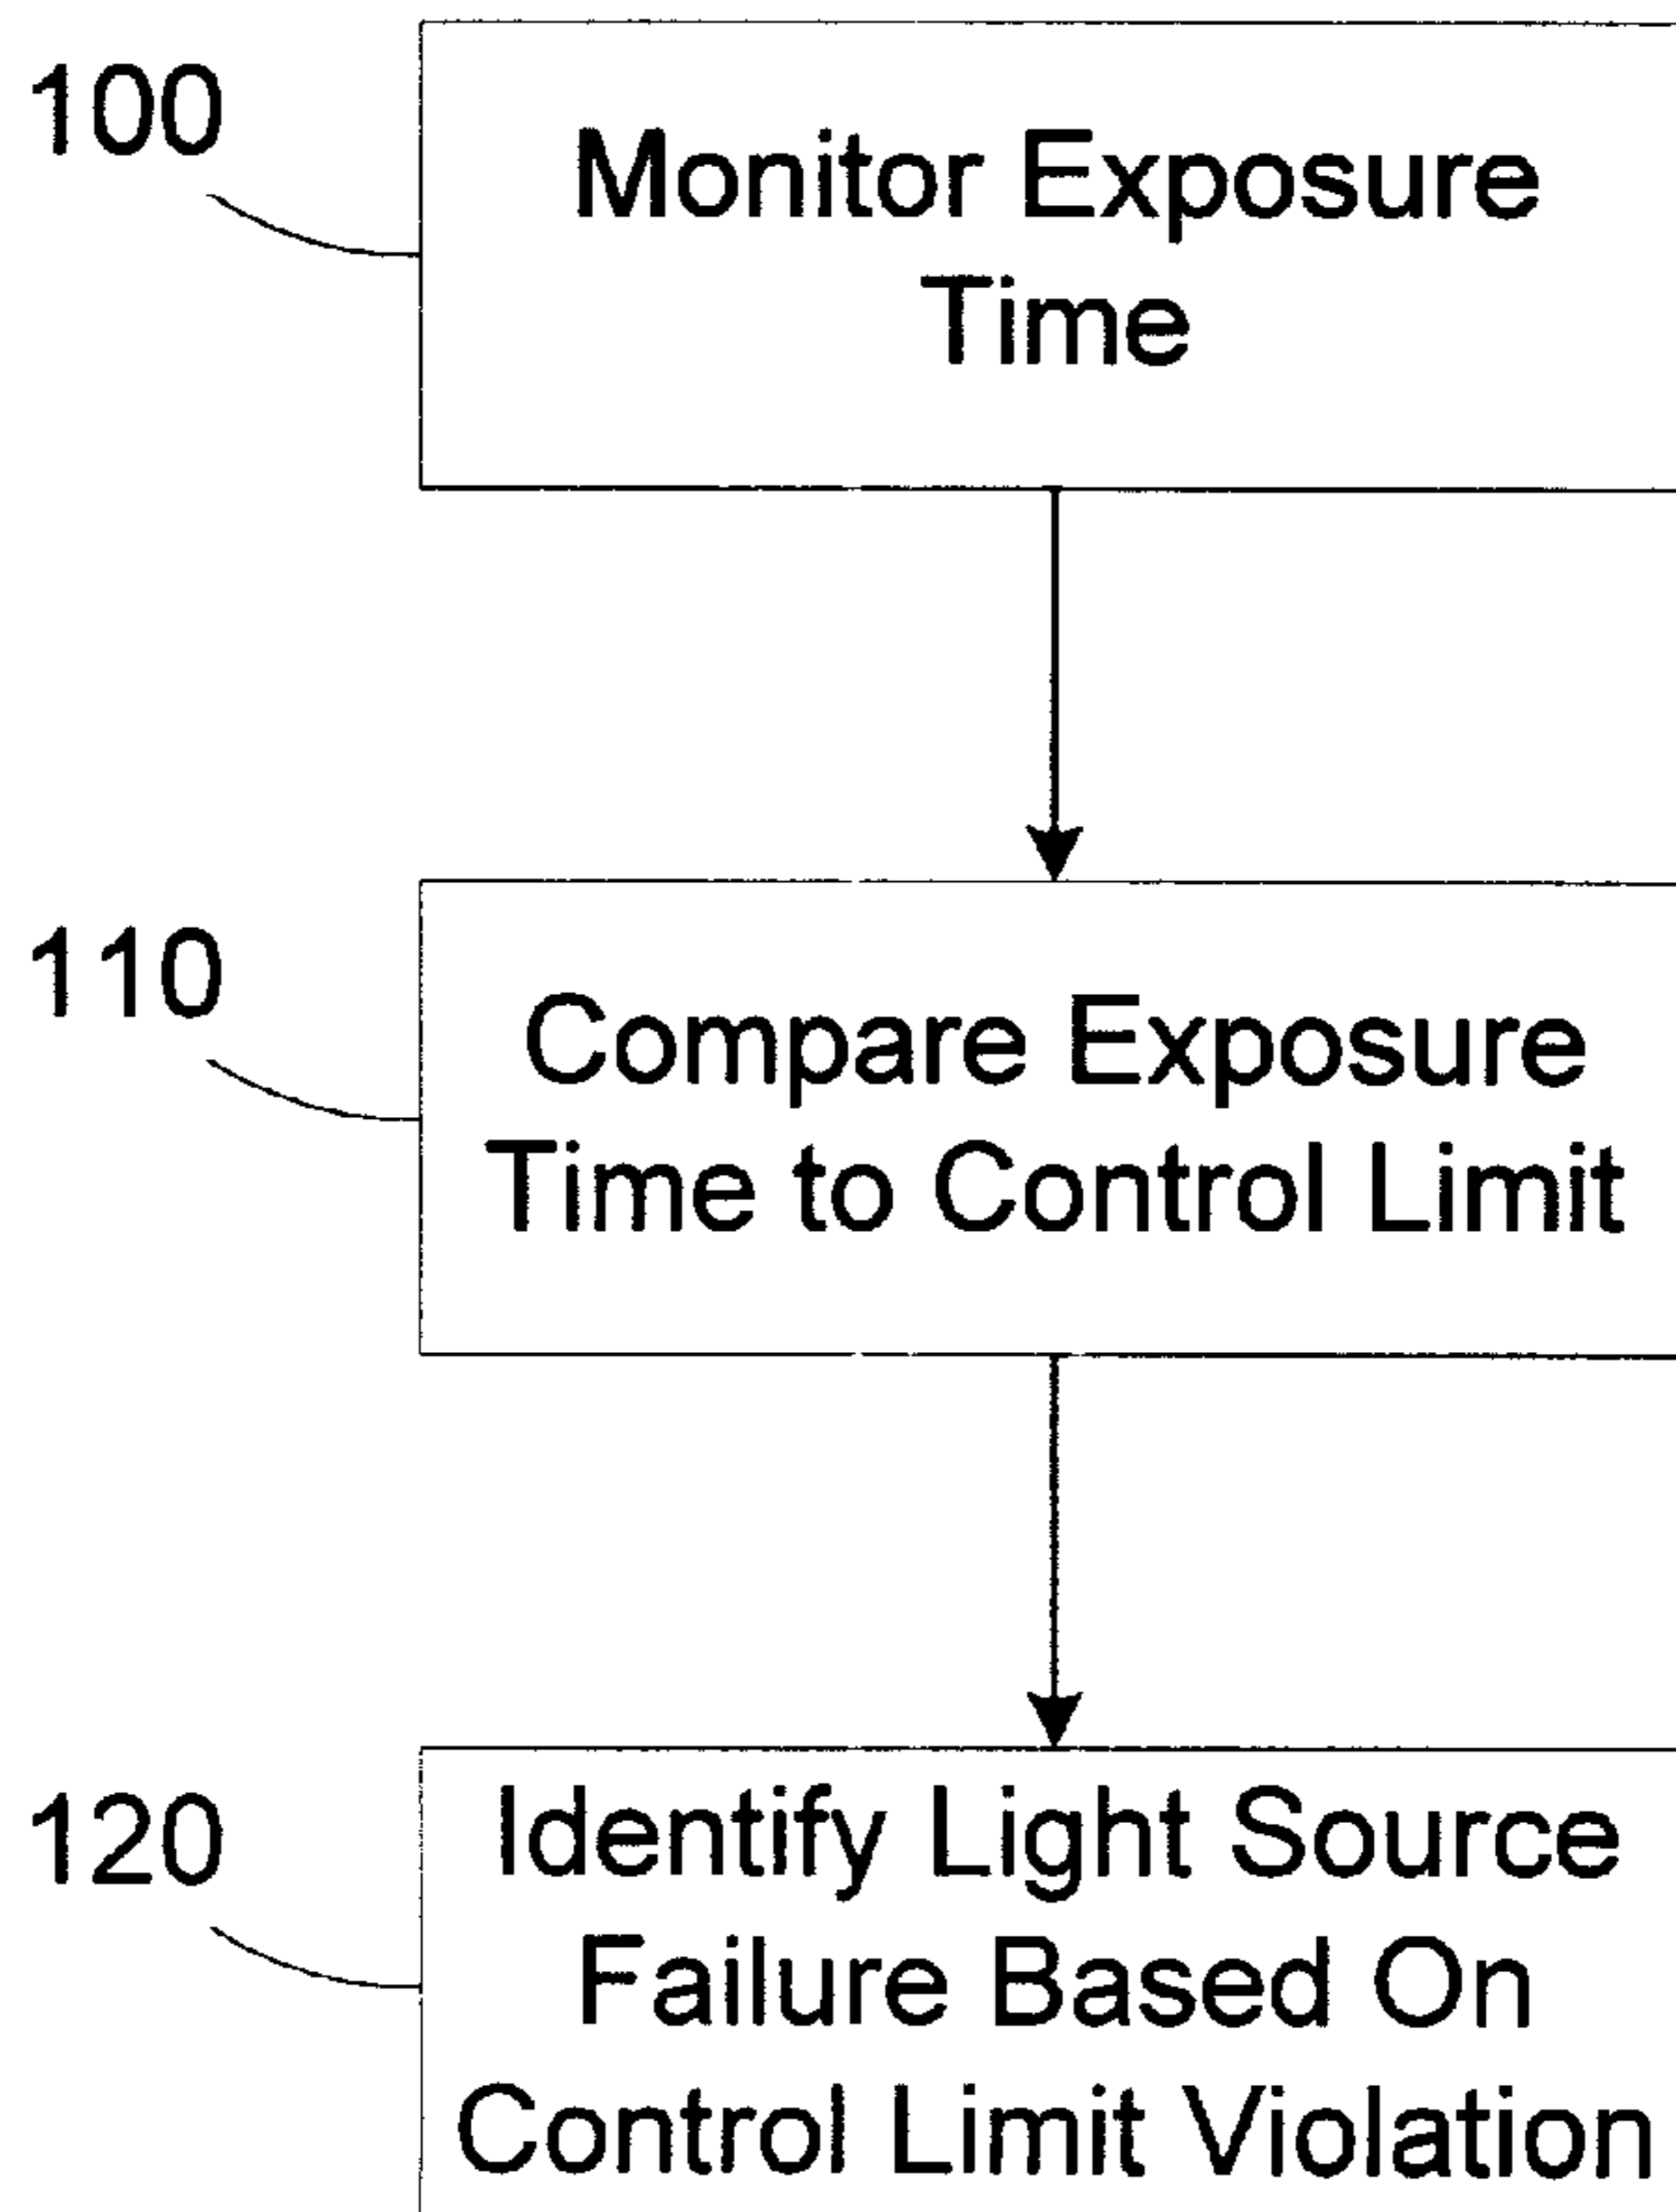 100
Monitor Exposure
Time
110
Compare Exposure
Time to Control Limit
120
Identify Light Source
Failure Based On
Control Limit Violation